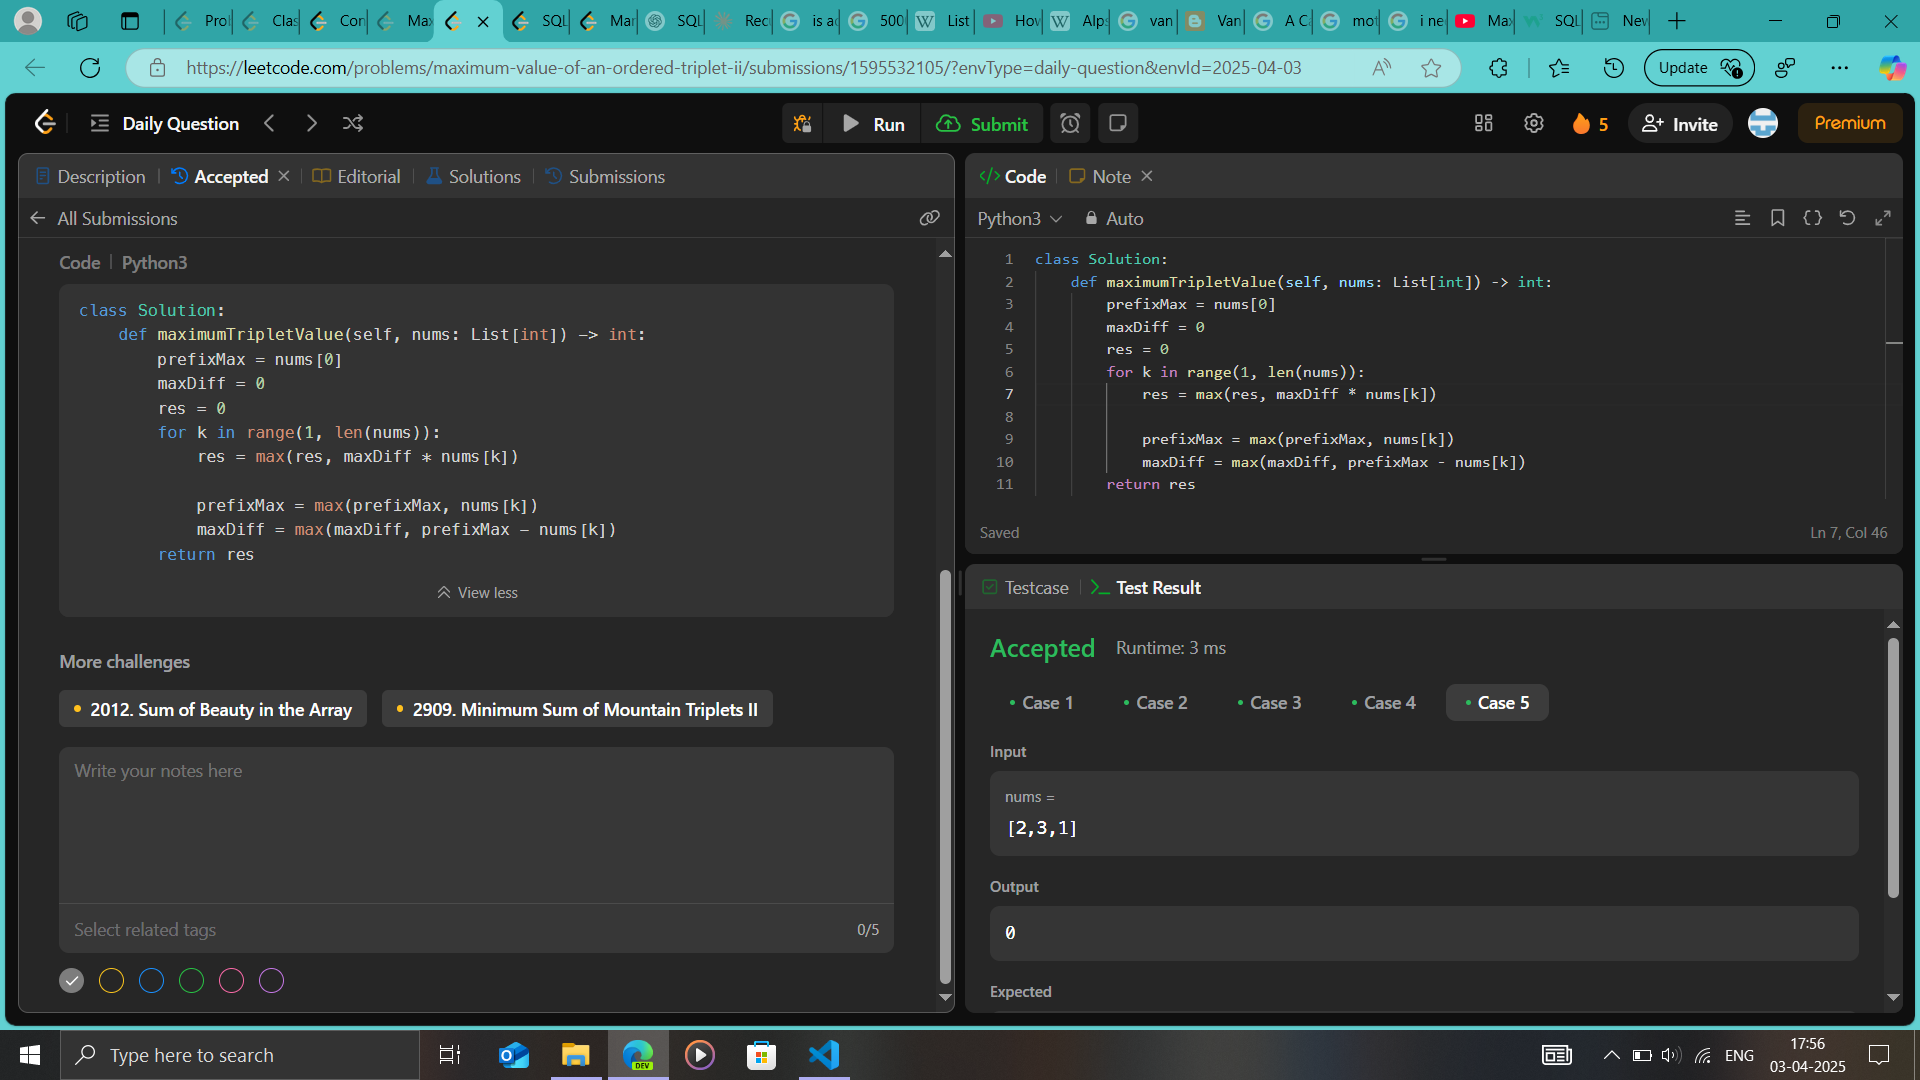 Prol
Clas
Con
Max
SQL
Mar
SQL
Rec
is ac
500
List
How
Alps
van
Van
A C
mot
i ne
Max
SQL
New
https://leetcode.com/problems/maximum-value-of-an-ordered-triplet-ii/submissions/1595532105/?envType=daily-question&envId=2025-04-03
Update
Daily Question
Run
Submit
5
Invite
Premium
Description
Accepted
Editorial
Solutions
Submissions
All Submissions
Code | Python3
class Solution:
    def maximumTripletValue(self, nums: List[int]) -> int:
        prefixMax = nums[0]
        maxDiff = 0
        res = 0
        for k in range(1, len(nums)):
            res = max(res, maxDiff * nums[k])
            prefixMax = max(prefixMax, nums[k])
            maxDiff = max(maxDiff, prefixMax - nums[k])
        return res
View less
More challenges
2012. Sum of Beauty in the Array
2909. Minimum Sum of Mountain Triplets II
Write your notes here
Select related tags
0/5
Code
Note
Python3
Auto
1 class Solution:
2     def maximumTripletValue(self, nums: List[int]) -> int:
3         prefixMax = nums[0]
4         maxDiff = 0
5         res = 0
6         for k in range(1, len(nums)):
7             res = max(res, maxDiff * nums[k])
8
9             prefixMax = max(prefixMax, nums[k])
10             maxDiff = max(maxDiff, prefixMax - nums[k])
11         return res
Saved
Ln 7, Col 46
Testcase
Test Result
Accepted
Runtime: 3 ms
Case 1
Case 2
Case 3
Case 4
Case 5
Input
nums =
[2,3,1]
Output
0
Expected
Type here to search
DEV
ENG
17:56
03-04-2025